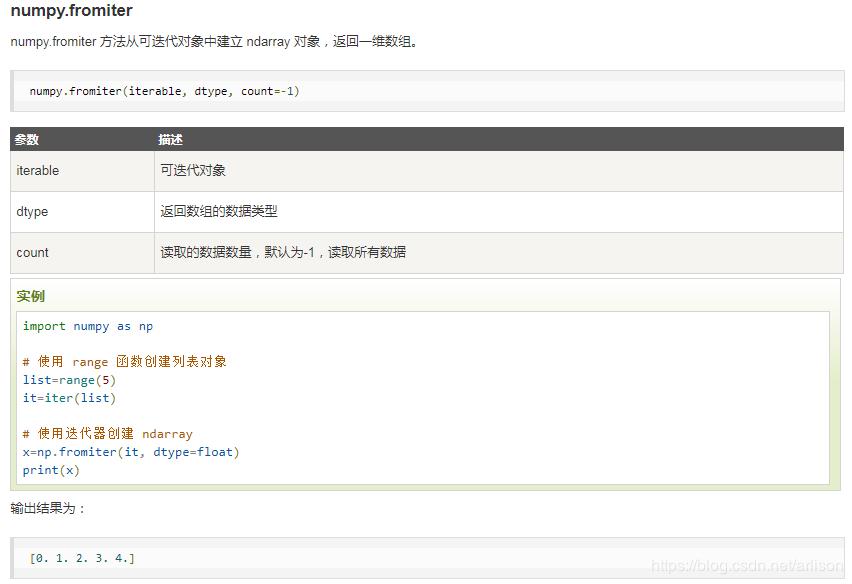 numpy.fromiter
numpy.fromiter 方法从可迭代对象中建立 ndarray 对象，返回一维数组。
numpy.fromiter(iterable, dtype, count=-1)
参数 描述
iterable 可迭代对象
dtype 返回数组的数据类型
count 读取的数据数量，默认为-1，读取所有数据
实例
import numpy as np
# 使用 range 函数创建列表对象
list=range(5)
it=iter(list)
# 使用迭代器创建 ndarray
x=np.fromiter(it, dtype=float)
print(x)
输出结果为：
[0. 1. 2. 3. 4.]
https://blog.csdn.net/arlison